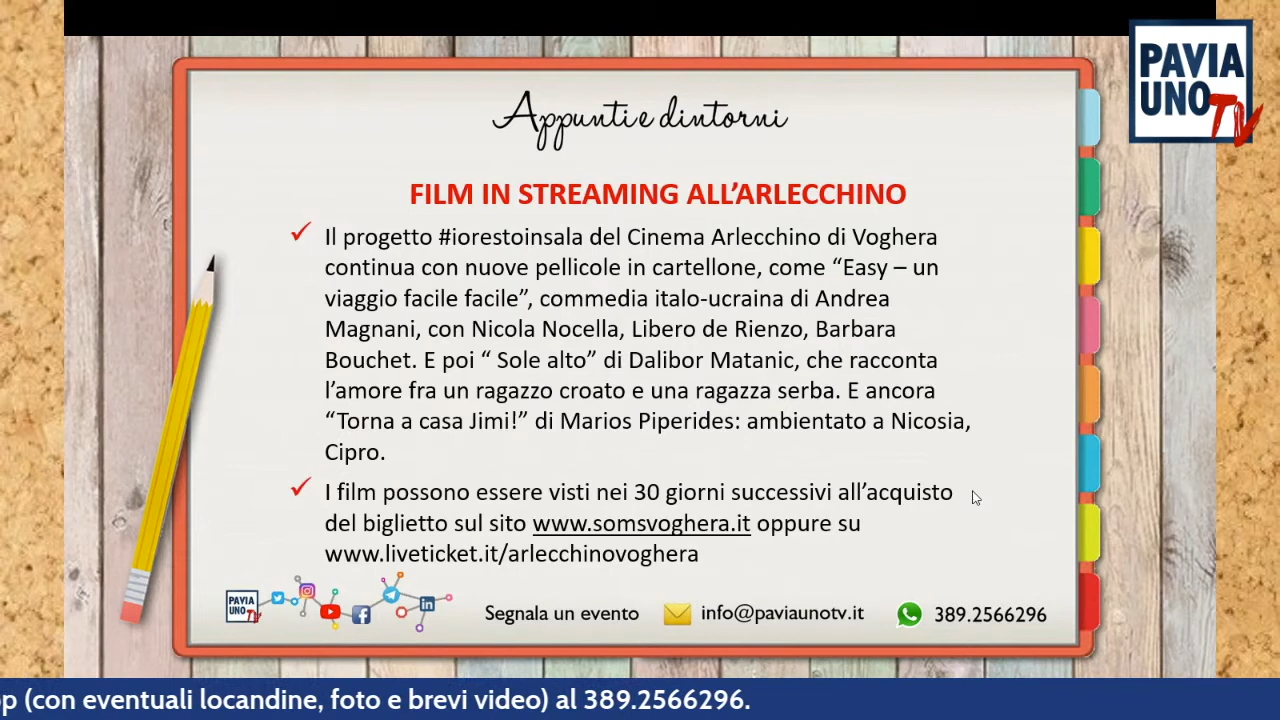 PAVIA
UNO TV
Appunti e dintorni
FILM IN STREAMING ALL’ARLECCHINO
Il progetto #iorestoinsala del Cinema Arlecchino di Voghera
continua con nuove pellicole in cartellone, come “Easy – un
viaggio facile facile”, commedia italo-ucraina di Andrea
Magnani, con Nicola Nocella, Libero de Rienzo, Barbara
Bouchet. E poi “ Sole alto” di Dalibor Matanic, che racconta
l’amore fra un ragazzo croato e una ragazza serba. E ancora
“Torna a casa Jimi!” di Marios Piperides: ambientato a Nicosia,
Cipro.
I film possono essere visti nei 30 giorni successivi all’acquisto
del biglietto sul sito www.somsvoghera.it oppure su
www.liveticket.it/arlecchinovoghera
PAVIA
UNO TV
Segnala un evento info@paviaunotv.it 389.2566296
p (con eventuali locandine, foto e brevi video) al 389.2566296.